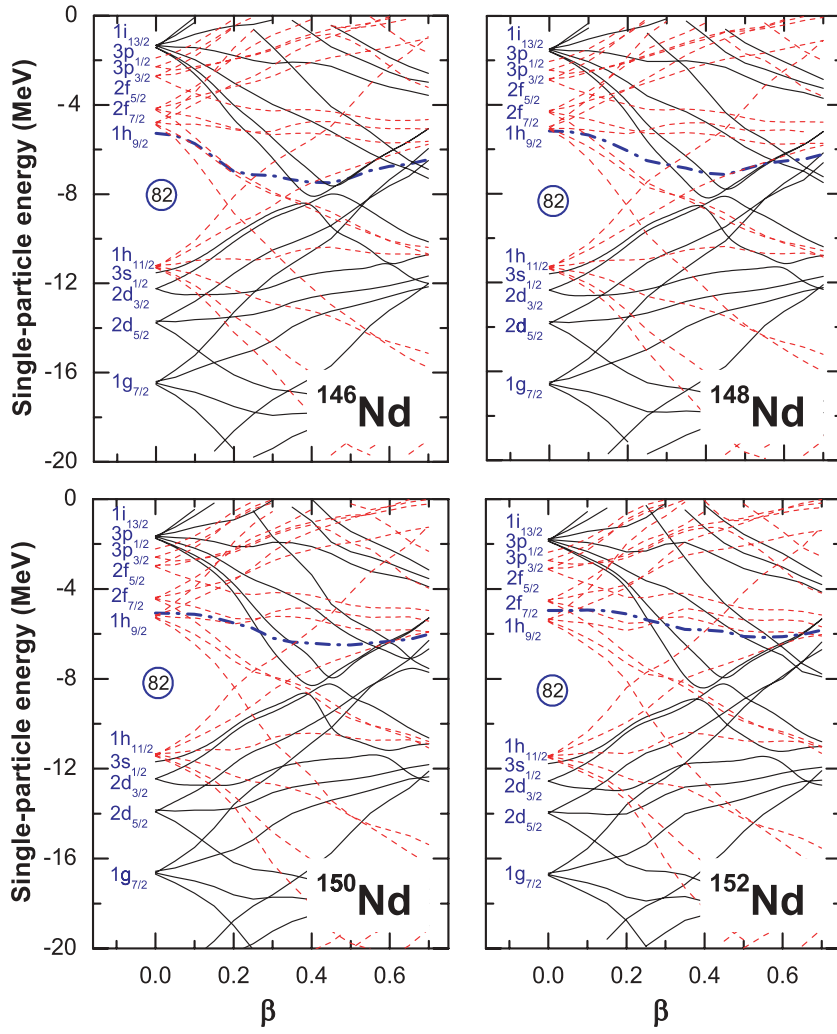 Single-particle energy (MeV)
0
-4
-8
-12
-16
-20
1i13/2
3p1/2
3p3/2
2f5/2
2f7/2
1h9/2
82
1h11/2
3s1/2
2d3/2
2d5/2
1g7/2
146Nd
1i13/2
3p1/2
3p3/2
2f5/2
2f7/2
1h9/2
82
1h11/2
3s1/2
2d3/2
2d5/2
1g7/2
148Nd
Single-particle energy (MeV)
0
-4
-8
-12
-16
-20
1i13/2
3p1/2
3p3/2
2f5/2
2f7/2
1h9/2
82
1h11/2
3s1/2
2d3/2
2d5/2
1g7/2
150Nd
0.0 0.2 0.4 0.6
β
1i13/2
3p1/2
3p3/2
2f5/2
2f7/2
1h9/2
82
1h11/2
3s1/2
2d3/2
2d5/2
1g7/2
152Nd
0.0 0.2 0.4 0.6
β